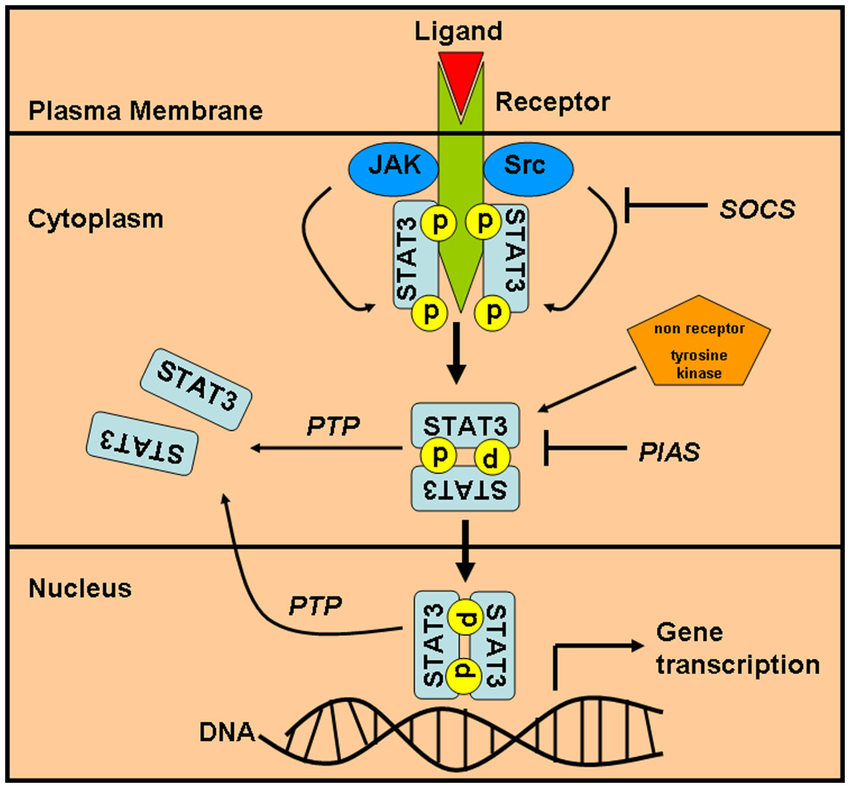 Ligand
Plasma Membrane
Receptor
JAK
Src
Cytoplasm
SOCS
STAT3
p
p
STAT3
p
p
non receptor
tyrosine
kinase
STAT3
STAT3
PTP
STAT3
p
p
STAT3
PIAS
Nucleus
PTP
STAT3
p
p
STAT3
Gene
transcription
DNA